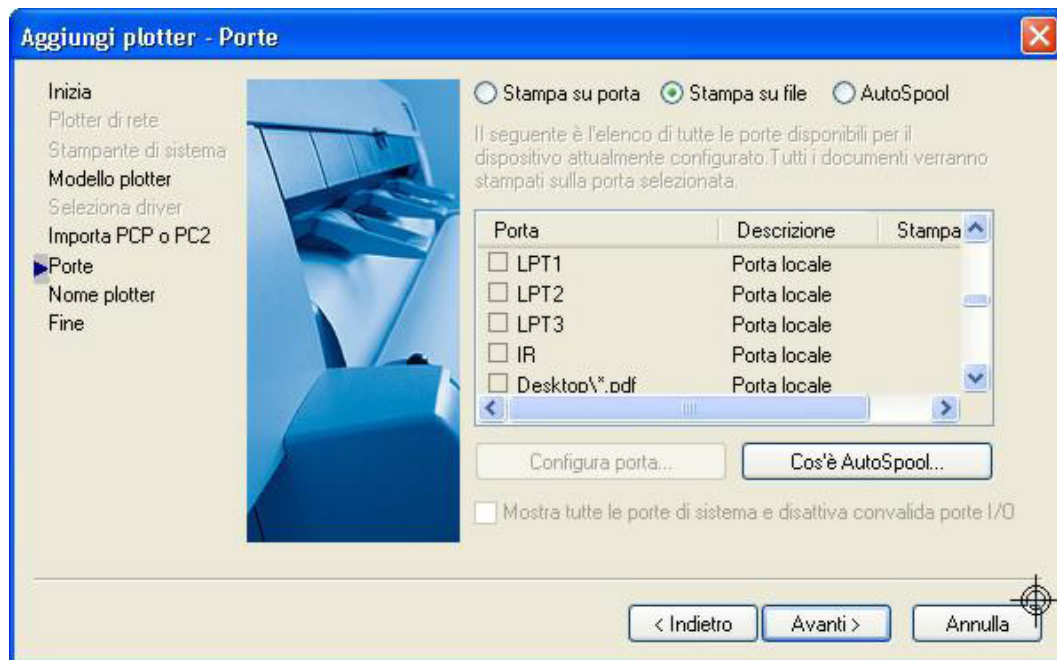 Aggiungi plotter - Porte
Inizia
Plotter di rete
Stampante di sistema
Modello plotter
Seleziona driver
Importa PCP o PC2
Porte
Nome plotter
Fine
Stampa su porta Stampa su file AutoSpool
Il seguente è l'elenco di tutte le porte disponibili per il
dispositivo attualmente configurato.Tutti i documenti verranno
stampati sulla porta selezionata.
Porta Descrizione Stampa
LPT1 Porta locale
LPT2 Porta locale
LPT3 Porta locale
IR Porta locale
Desktop\*.pdf Porta locale
Configura porta... Cos'è AutoSpool...
Mostra tutte le porte di sistema e disattiva convalida porte I/O
< Indietro Avanti > Annulla